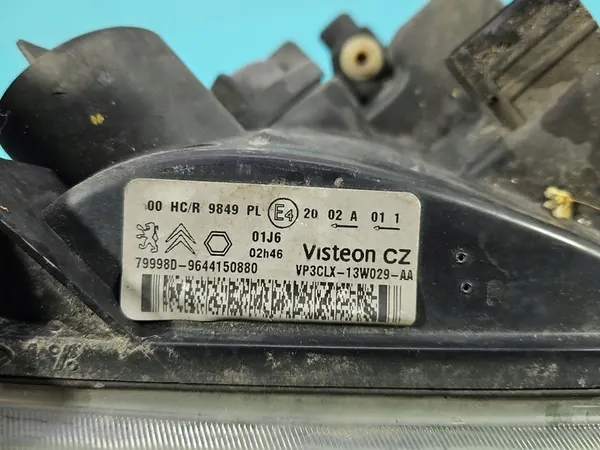 00 HC/R 9849 PL E4 20 02 A 01 1
01J6
02h46
Visteon CZ
79998D-9644150880
VP3CLX-13W029-AA